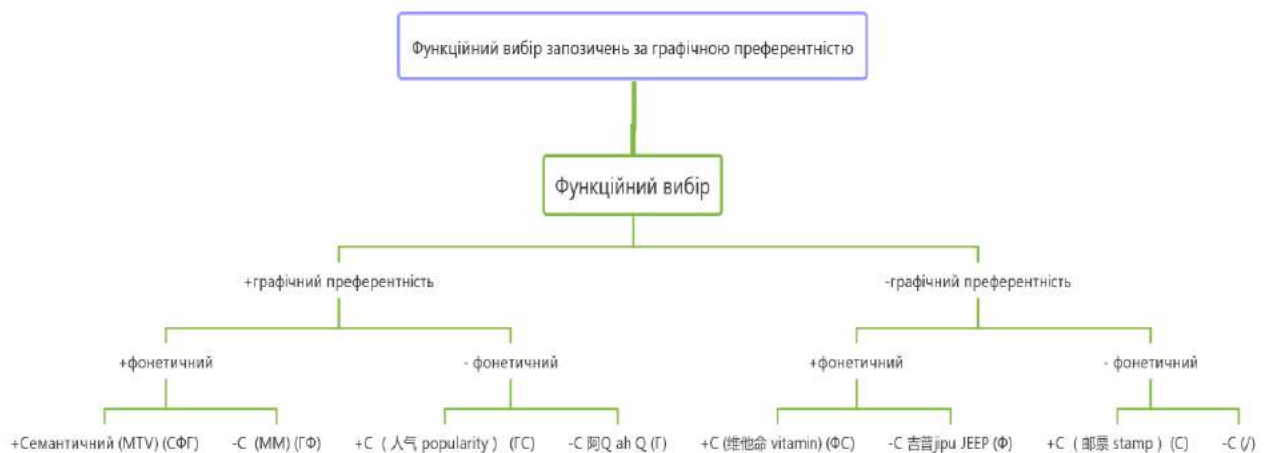 Функційний вибір запозичень за графічною преферентністю
Функційний вибір
+графічний преферентність
-графічний преферентність
+фонетичний
- фонетичний
+фонетичний
- фонетичний
+Семантичний (MTV) (СФГ)
-С (MM) (ГФ)
+С ( 人气 popularity ) (ГС)
-С 阿Q ah Q (Г)
+С (维他命 vitamin) (ФС)
-С 吉普jipu JEEP (Ф)
+С ( 邮票 stamp ) (С)
-С (/)